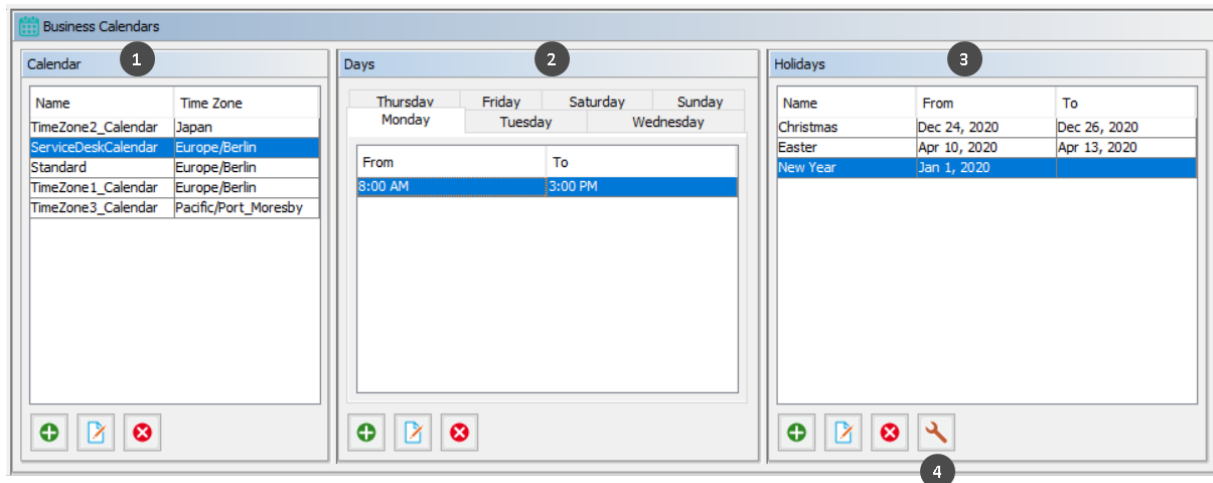 Business Calendars
Calendar 1
Name Time Zone
TimeZone2_Calendar Japan
ServiceDeskCalendar Europe/Berlin
Standard Europe/Berlin
TimeZone1_Calendar Europe/Berlin
TimeZone3_Calendar Pacific/Port_Moresby
Days 2
Thursday Friday Saturday Sunday
Monday Tuesday Wednesday
From To
8:00 AM 3:00 PM
Holidays 3
Name From To
Christmas Dec 24, 2020 Dec 26, 2020
Easter Apr 10, 2020 Apr 13, 2020
New Year Jan 1, 2020
4